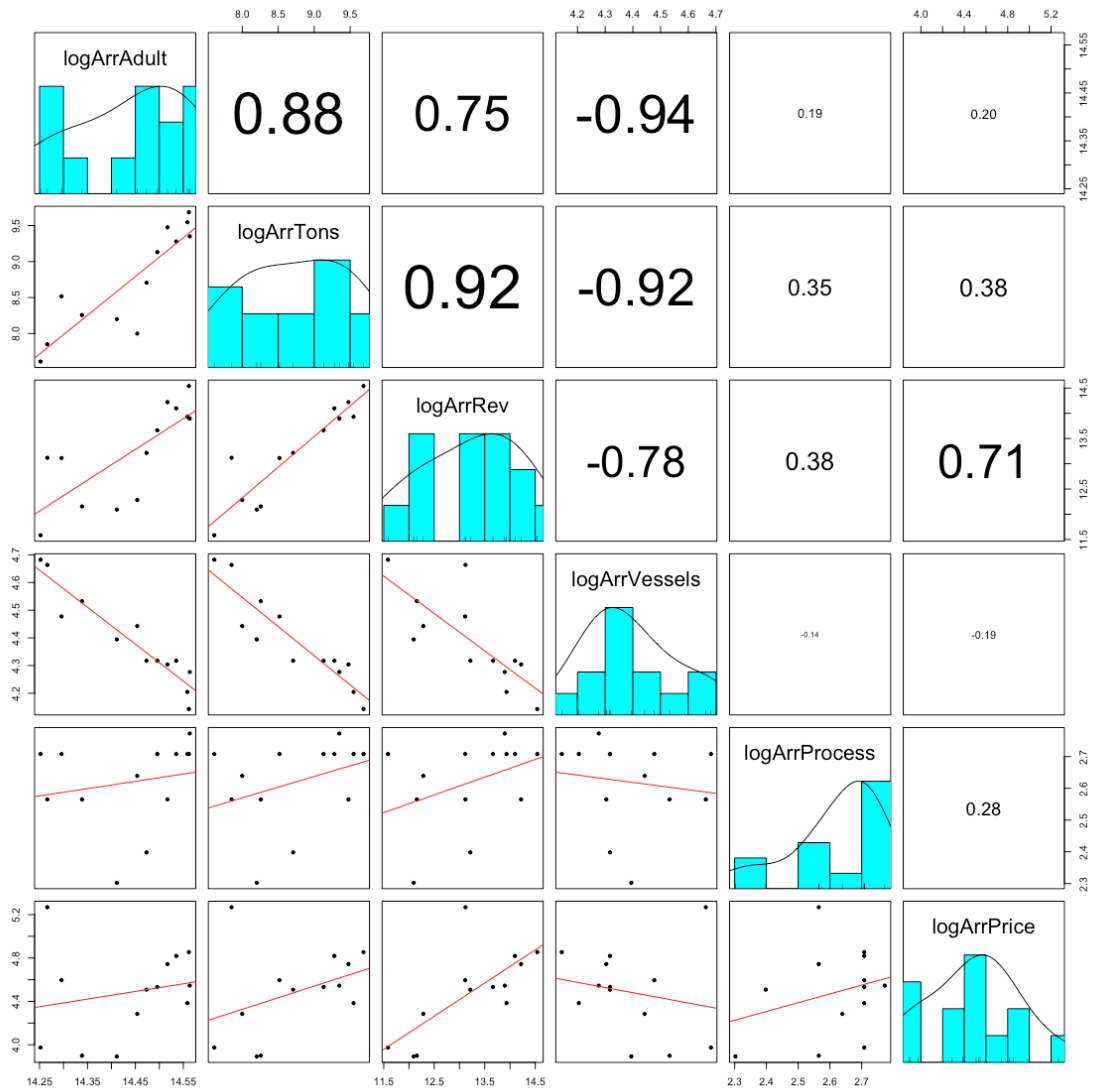 8.0 8.5 9.0 9.5 4.2 4.3 4.4 4.5 4.6 4.7 4.0 4.4 4.8 5.2
logArrAdult 0.88 0.75 -0.94 0.19 0.20
14.25 14.35 14.45 14.55
8.0 8.5 9.0 9.5
logArrTons 0.92 -0.92 0.35 0.38
logArrRev -0.78 0.38 0.71
11.5 12.5 13.5 14.5
4.2 4.3 4.4 4.5 4.6 4.7
logArrVessels -0.14 -0.19
logArrProcess 0.28
2.3 2.4 2.5 2.6 2.7
4.0 4.4 4.8 5.2
logArrPrice
14.25 14.35 14.45 14.55 11.5 12.5 13.5 14.5 2.3 2.4 2.5 2.6 2.7